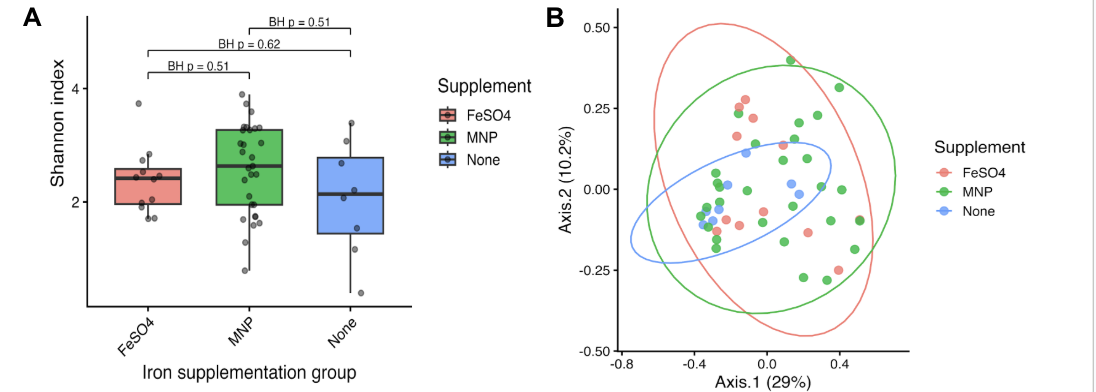 A
BH p = 0.51
BH p = 0.62
BH p = 0.51
Shannon index
4
2
FeSO4
MNP
None
Iron supplementation group
Supplement
FeSO4
MNP
None
B
0.50
0.25
0.00
-0.25
-0.50
Axis.2 (10.2%)
-0.8
-0.4
0.0
0.4
Axis.1 (29%)
Supplement
FeSO4
MNP
None